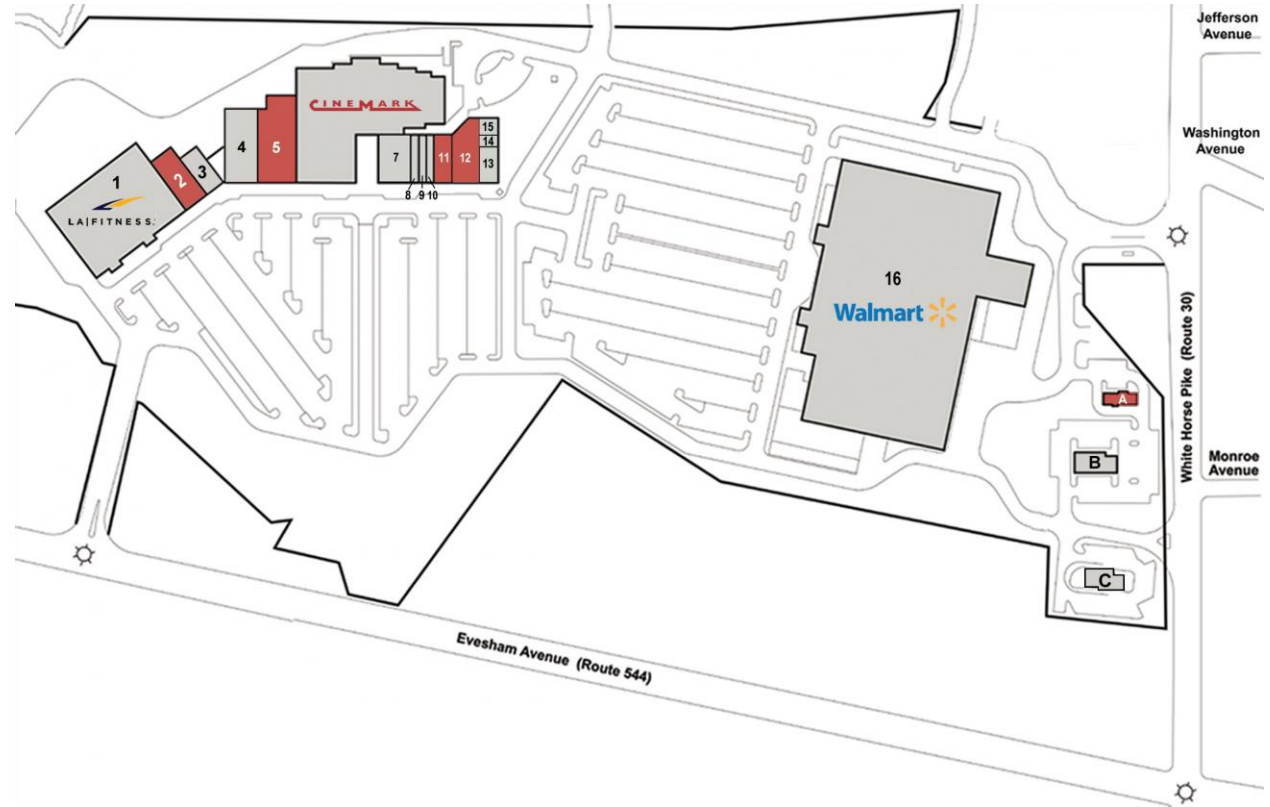 Jefferson
Avenue
CINEMARK
15
4
5
14
7
11
12
13
3
2
1
8
9
10
LA|FITNESS.
Washington
Avenue
16
Walmart
White Horse Pike (Route 30)
A
B
Monroe
Avenue
C
Evesham Avenue (Route 544)